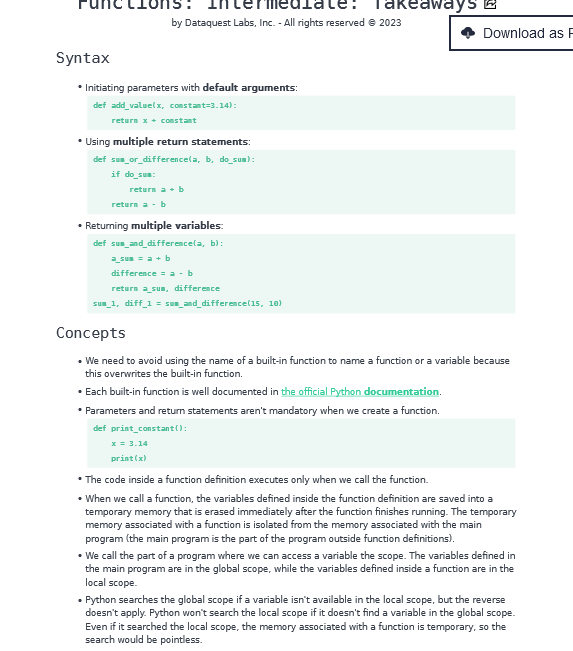 Functions: Intermediate: Takeaways
by Dataquest Labs, Inc. - All rights reserved © 2023
Download as
Syntax
• Initiating parameters with default arguments:
def add_value(x, constant=3.14):
    return x + constant
• Using multiple return statements:
def sum_or_difference(a, b, do_sum):
    if do_sum:
        return a + b
    return a - b
• Returning multiple variables:
def sum_and_difference(a, b):
    a_sum = a + b
    difference = a - b
    return a_sum, difference
sum_1, diff_1 = sum_and_difference(15, 10)
Concepts
• We need to avoid using the name of a built-in function to name a function or a variable because
this overwrites the built-in function.
• Each built-in function is well documented in the official Python documentation.
• Parameters and return statements aren't mandatory when we create a function.
def print_constant():
    x = 3.14
    print(x)
• The code inside a function definition executes only when we call the function.
• When we call a function, the variables defined inside the function definition are saved into a
temporary memory that is erased immediately after the function finishes running. The temporary
memory associated with a function is isolated from the memory associated with the main
program (the main program is the part of the program outside function definitions).
• We call the part of a program where we can access a variable the scope. The variables defined in
the main program are in the global scope, while the variables defined inside a function are in the
local scope.
• Python searches the global scope if a variable isn't available in the local scope, but the reverse
doesn't apply. Python won't search the local scope if it doesn't find a variable in the global scope.
Even if it searched the local scope, the memory associated with a function is temporary, so the
search would be pointless.